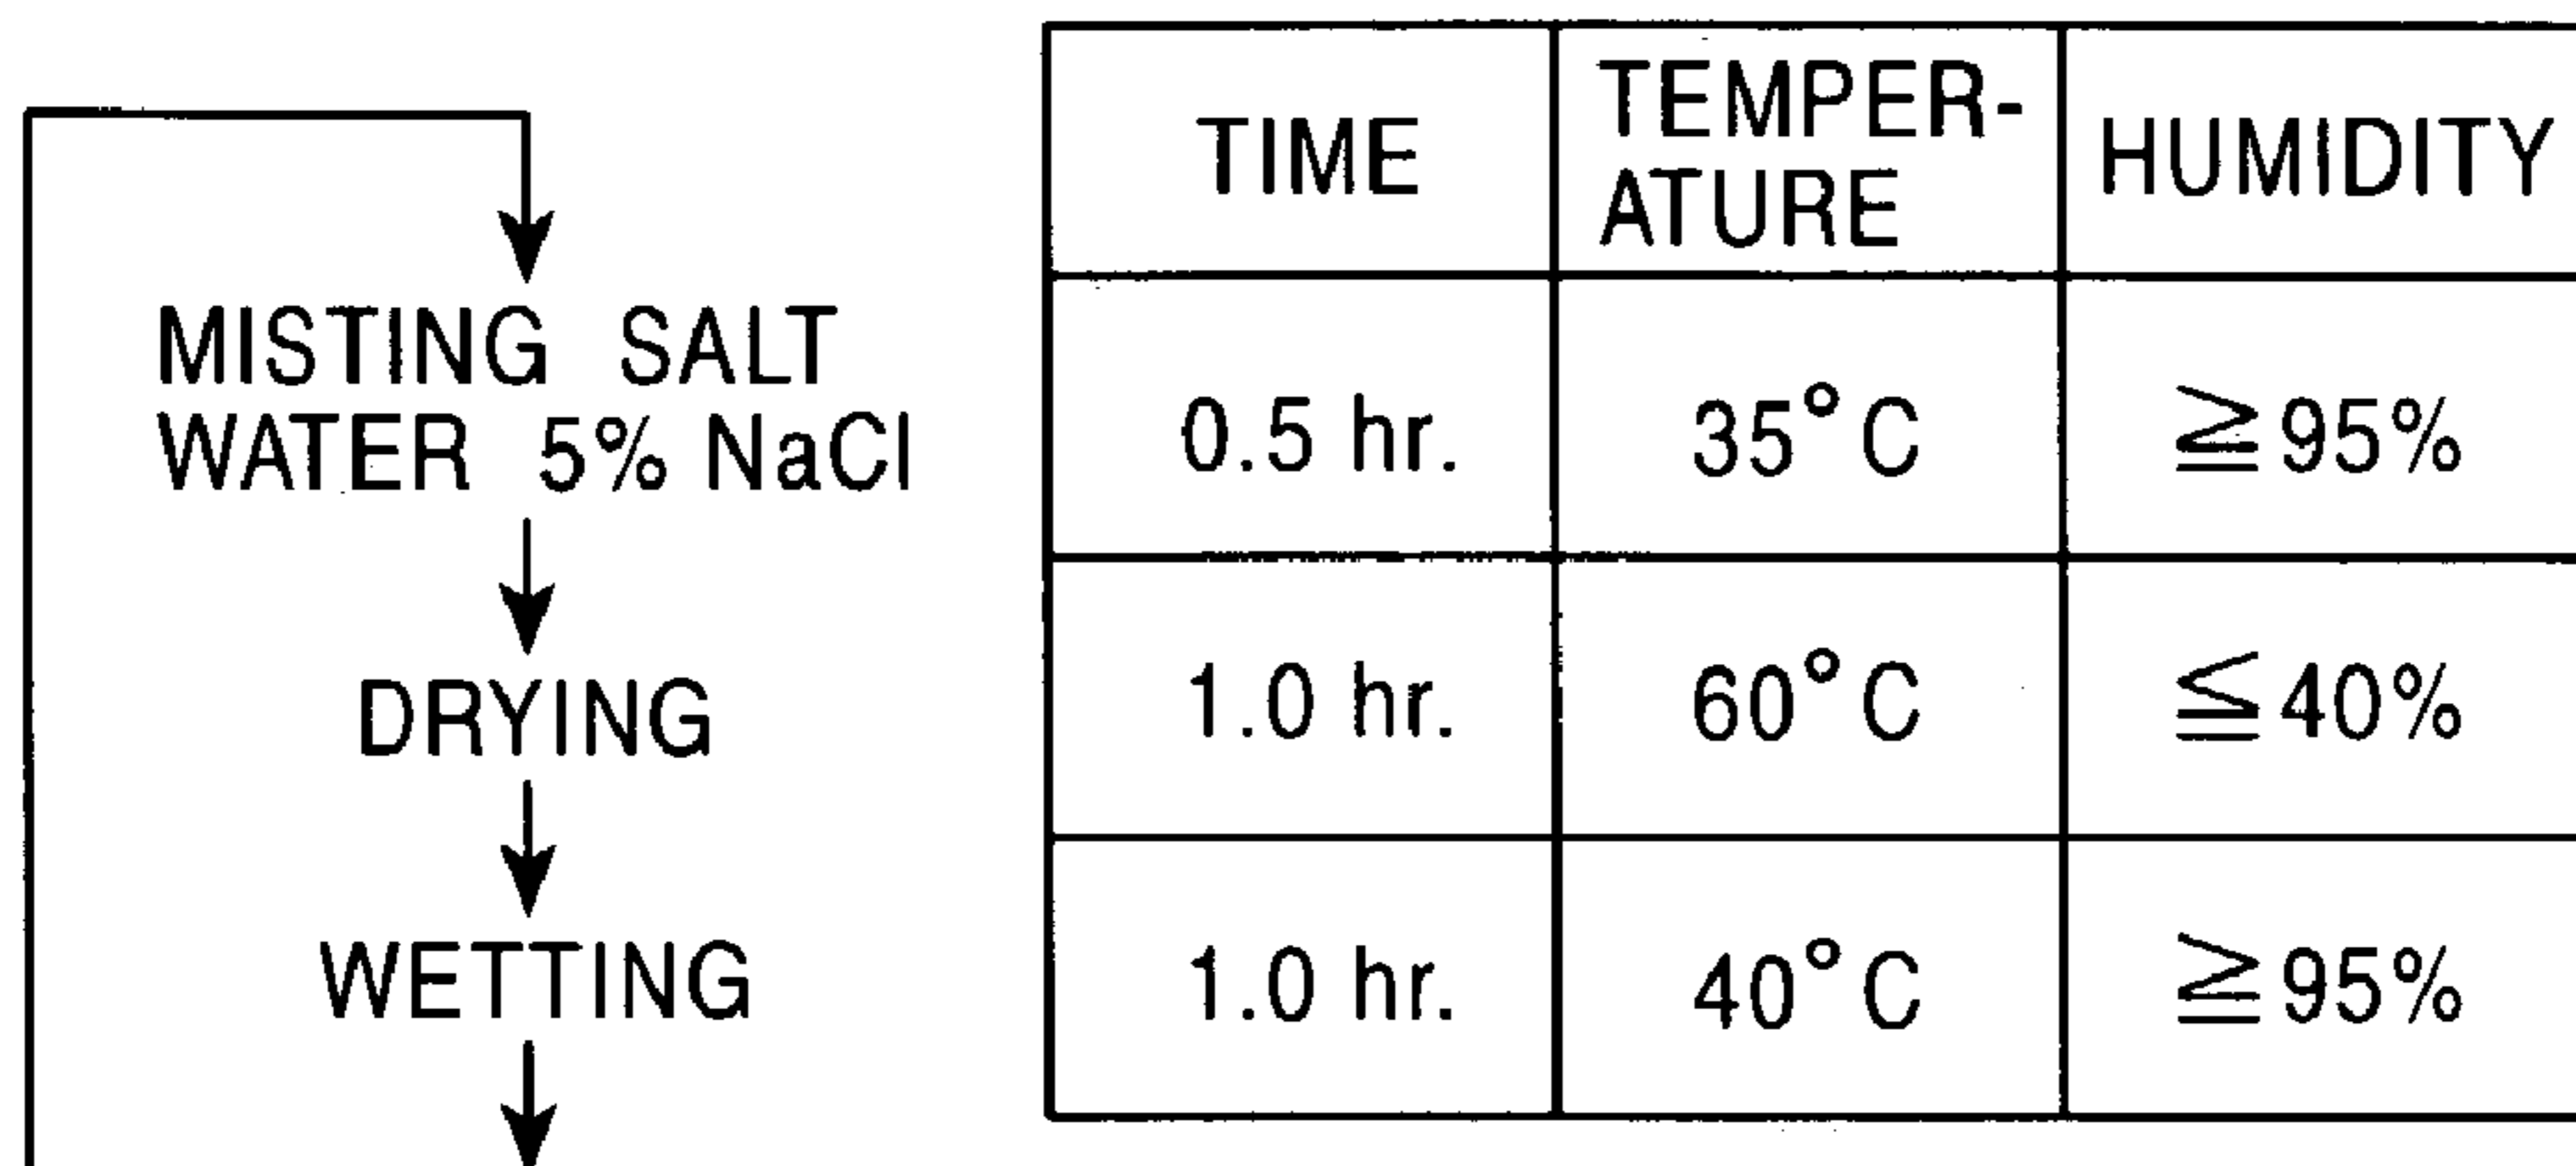 TIME TEMPER- HUMIDITY
ATURE
MISTING SALT
WATER 5% NaCl
0.5 hr. 35°C ≧95%
DRYING 1.0 hr. 60°C ≦40%
WETTING 1.0 hr. 40°C ≧95%